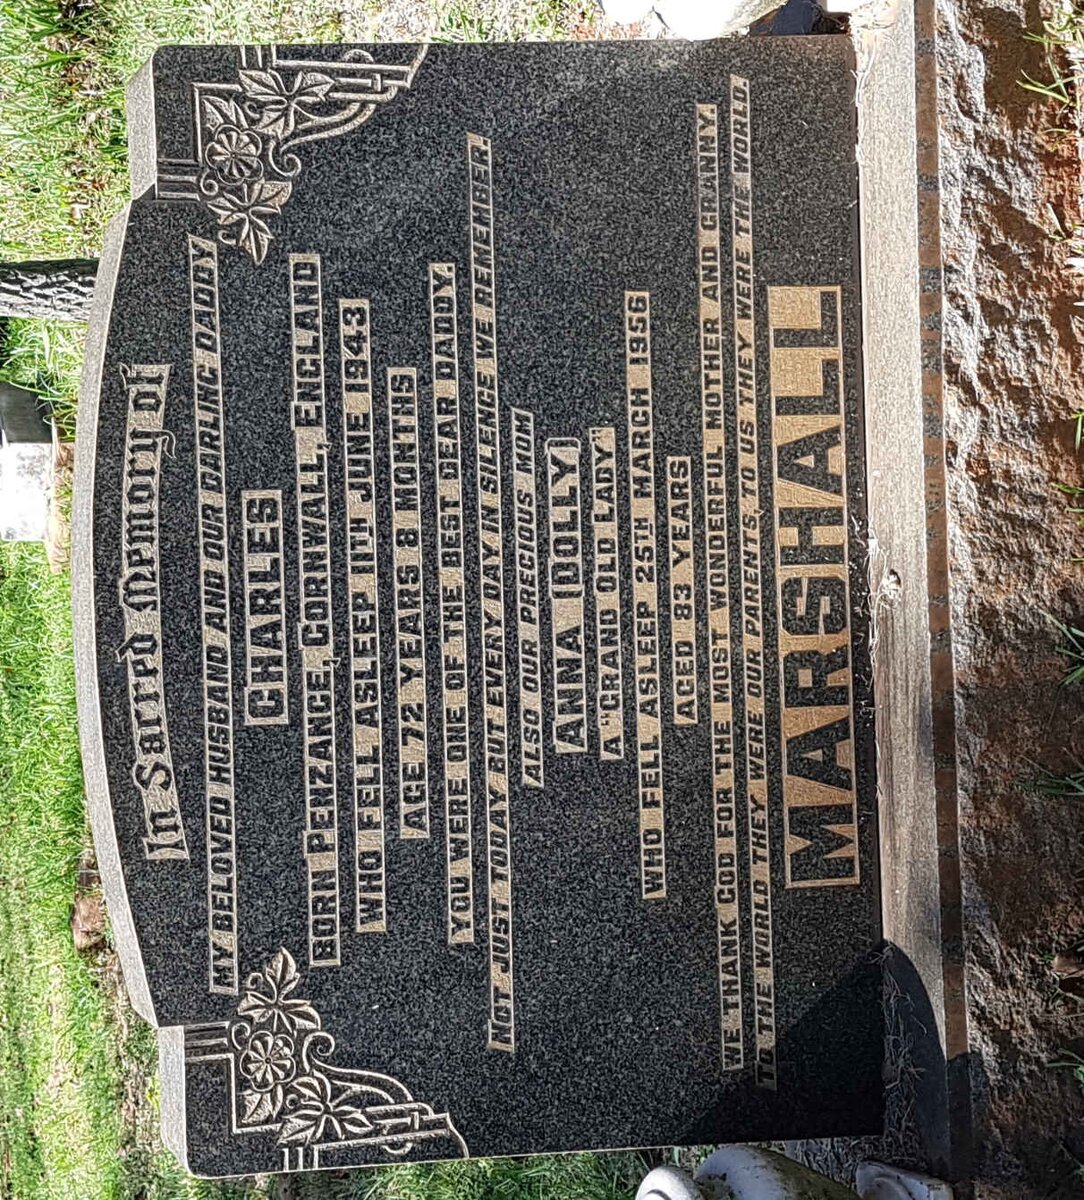 In Sacred Memory of
MY BELOVED HUSBAND AND OUR DARLING DADDY
CHARLES
BORN PENZANCE, CORNWALL, ENGLAND
WHO FELL ASLEEP 11TH JUNE 1943
AGE 72 YEARS 8 MONTHS
YOU WERE ONE OF THE BEST GEAR DADDY.
NOT JUST TODAY, BUT EVERY DAY IN SILENCE WE REMEMBER.
ALSO OUR PRECIOUS MOM
ANNA (DOLLY)
A "GRAND OLD LADY"
WHO FELL ASLEEP 25TH MARCH 1956
AGED 83 YEARS
WE THANK GOD FOR THE MOST WONDERFUL MOTHER AND GRANNY.
TO THE WORLD THEY WERE OUR PARENTS, TO US THEY WERE THE WORLD.
MARSHALL